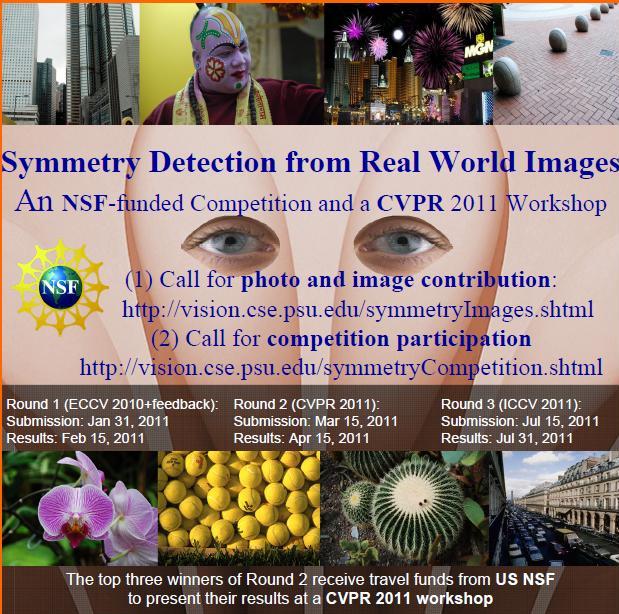 MGM
Symmetry Detection from Real World Images
An NSF-funded Competition and a CVPR 2011 Workshop
NSF
(1) Call for photo and image contribution:
http://vision.cse.psu.edu/symmetryImages.shtml
(2) Call for competition participation
http://vision.cse.psu.edu/symmetryCompetition.shtml
Round 1 (ECCV 2010+feedback):
Submission: Jan 31, 2011
Results: Feb 15, 2011
Round 2 (CVPR 2011):
Submission: Mar 15, 2011
Results: Apr 15, 2011
Round 3 (ICCV 2011):
Submission: Jul 15, 2011
Results: Jul 31, 2011
The top three winners of Round 2 receive travel funds from US NSF
to present their results at a CVPR 2011 workshop